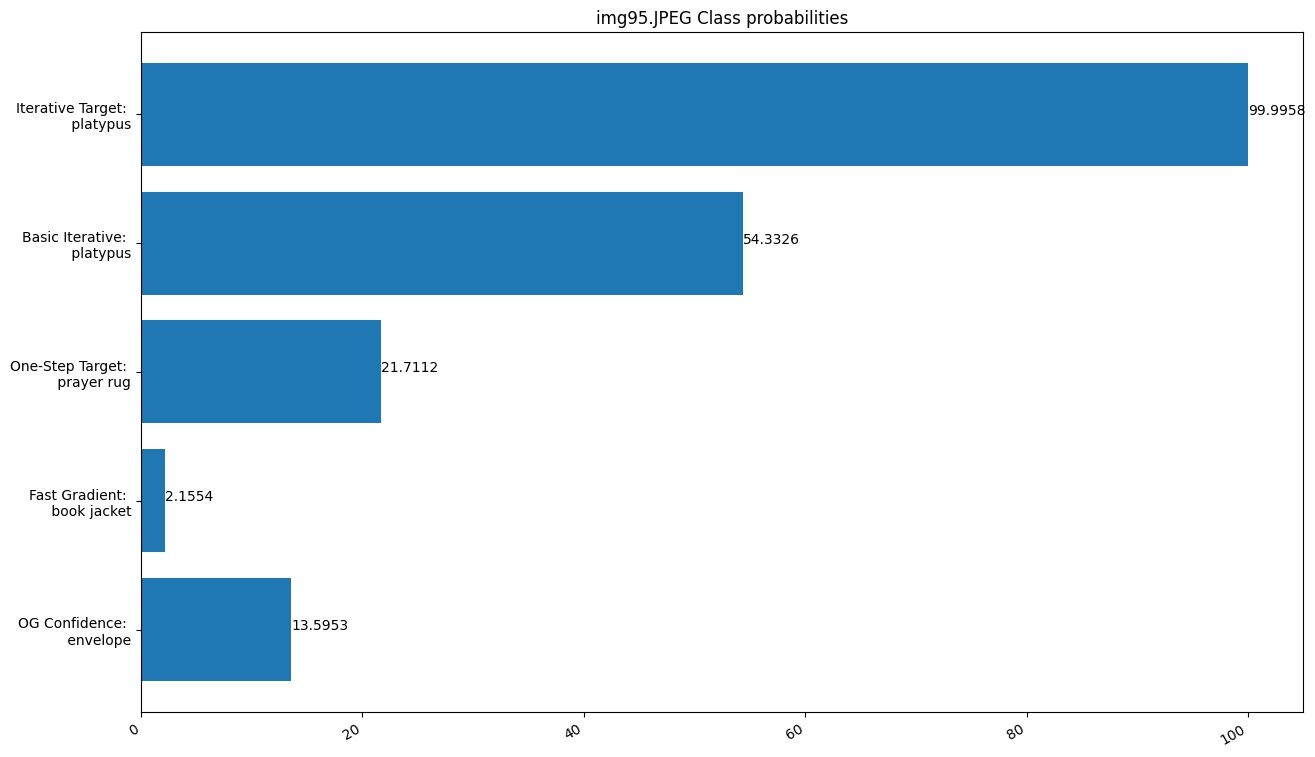 img95.JPEG Class probabilities
Iterative Target:
platypus
99.9958
Basic Iterative:
platypus
54.3326
One-Step Target:
prayer rug
21.7112
Fast Gradient:
book jacket
2.1554
OG Confidence:
envelope
13.5953
0
20
40
60
80
100